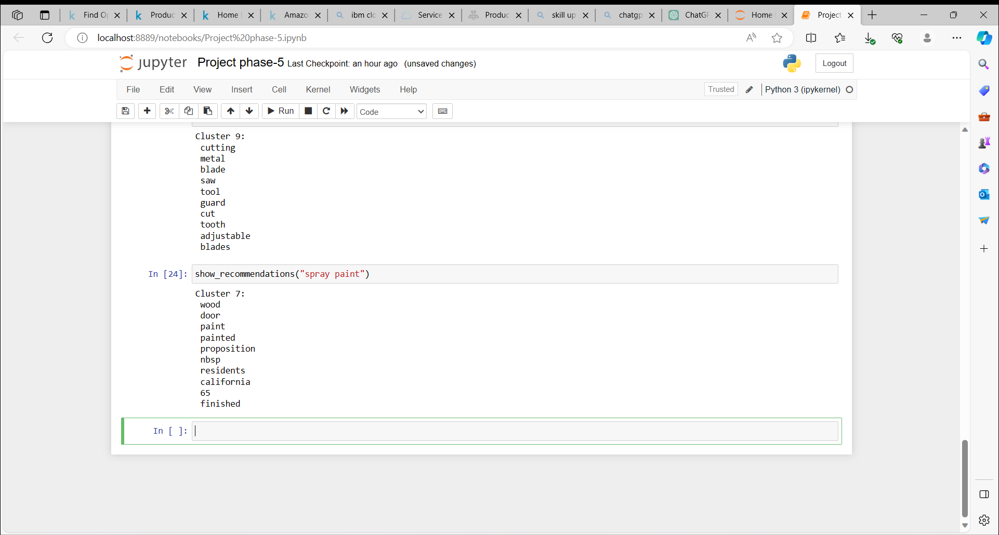 Find O
Produc
Home
Amazo
ibm clo
Service
Produc
skill up
chatgp
ChatGP
Home
Project
localhost:8889/notebooks/Project%20phase-5.ipynb
jupyter Project phase-5 Last Checkpoint: an hour ago (unsaved changes)
Logout
File Edit View Insert Cell Kernel Widgets Help
Trusted
Python 3 (ipykernel)
Run
Code
Cluster 9:
cutting
metal
blade
saw
tool
guard
cut
tooth
adjustable
blades
In [24]: show_recommendations("spray paint")
Cluster 7:
wood
door
paint
painted
proposition
nbsp
residents
california
65
finished
In [ ]: